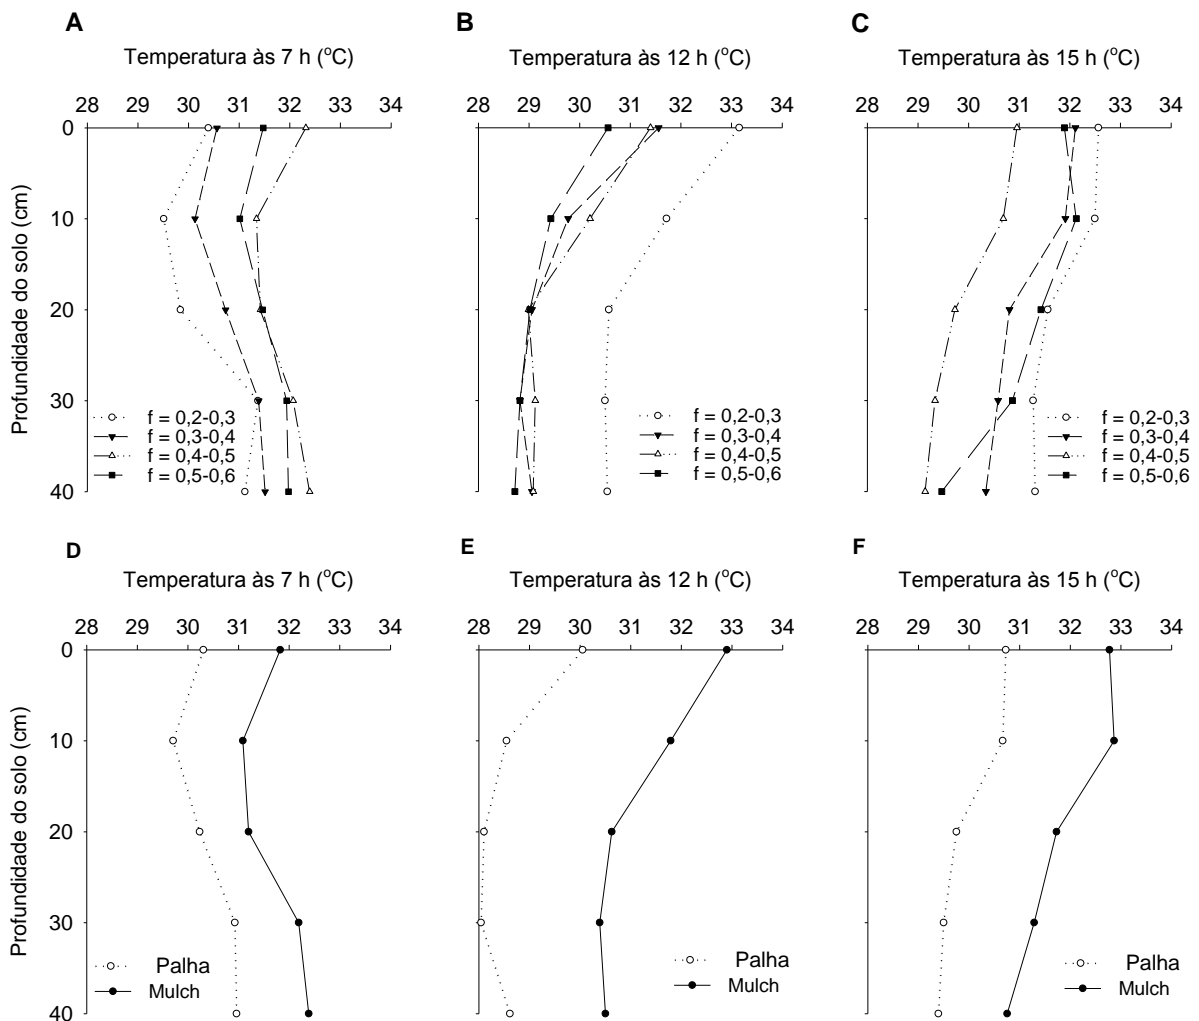 A B C
Temperatura às 7 h (oC) Temperatura às 12 h (oC) Temperatura às 15 h (oC)
28 29 30 31 32 33 34 28 29 30 31 32 33 34 28 29 30 31 32 33 34
Profundidade do solo (cm)
0
10
20
30
40
f = 0,2-0,3
f = 0,3-0,4
f = 0,4-0,5
f = 0,5-0,6
f = 0,2-0,3
f = 0,3-0,4
f = 0,4-0,5
f = 0,5-0,6
f = 0,2-0,3
f = 0,3-0,4
f = 0,4-0,5
f = 0,5-0,6
D E F
Temperatura às 7 h (oC) Temperatura às 12 h (oC) Temperatura às 15 h (oC)
28 29 30 31 32 33 34 28 29 30 31 32 33 34 28 29 30 31 32 33 34
Profundidade do solo (cm)
0
10
20
30
40
Palha
Mulch
Palha
Mulch
Palha
Mulch